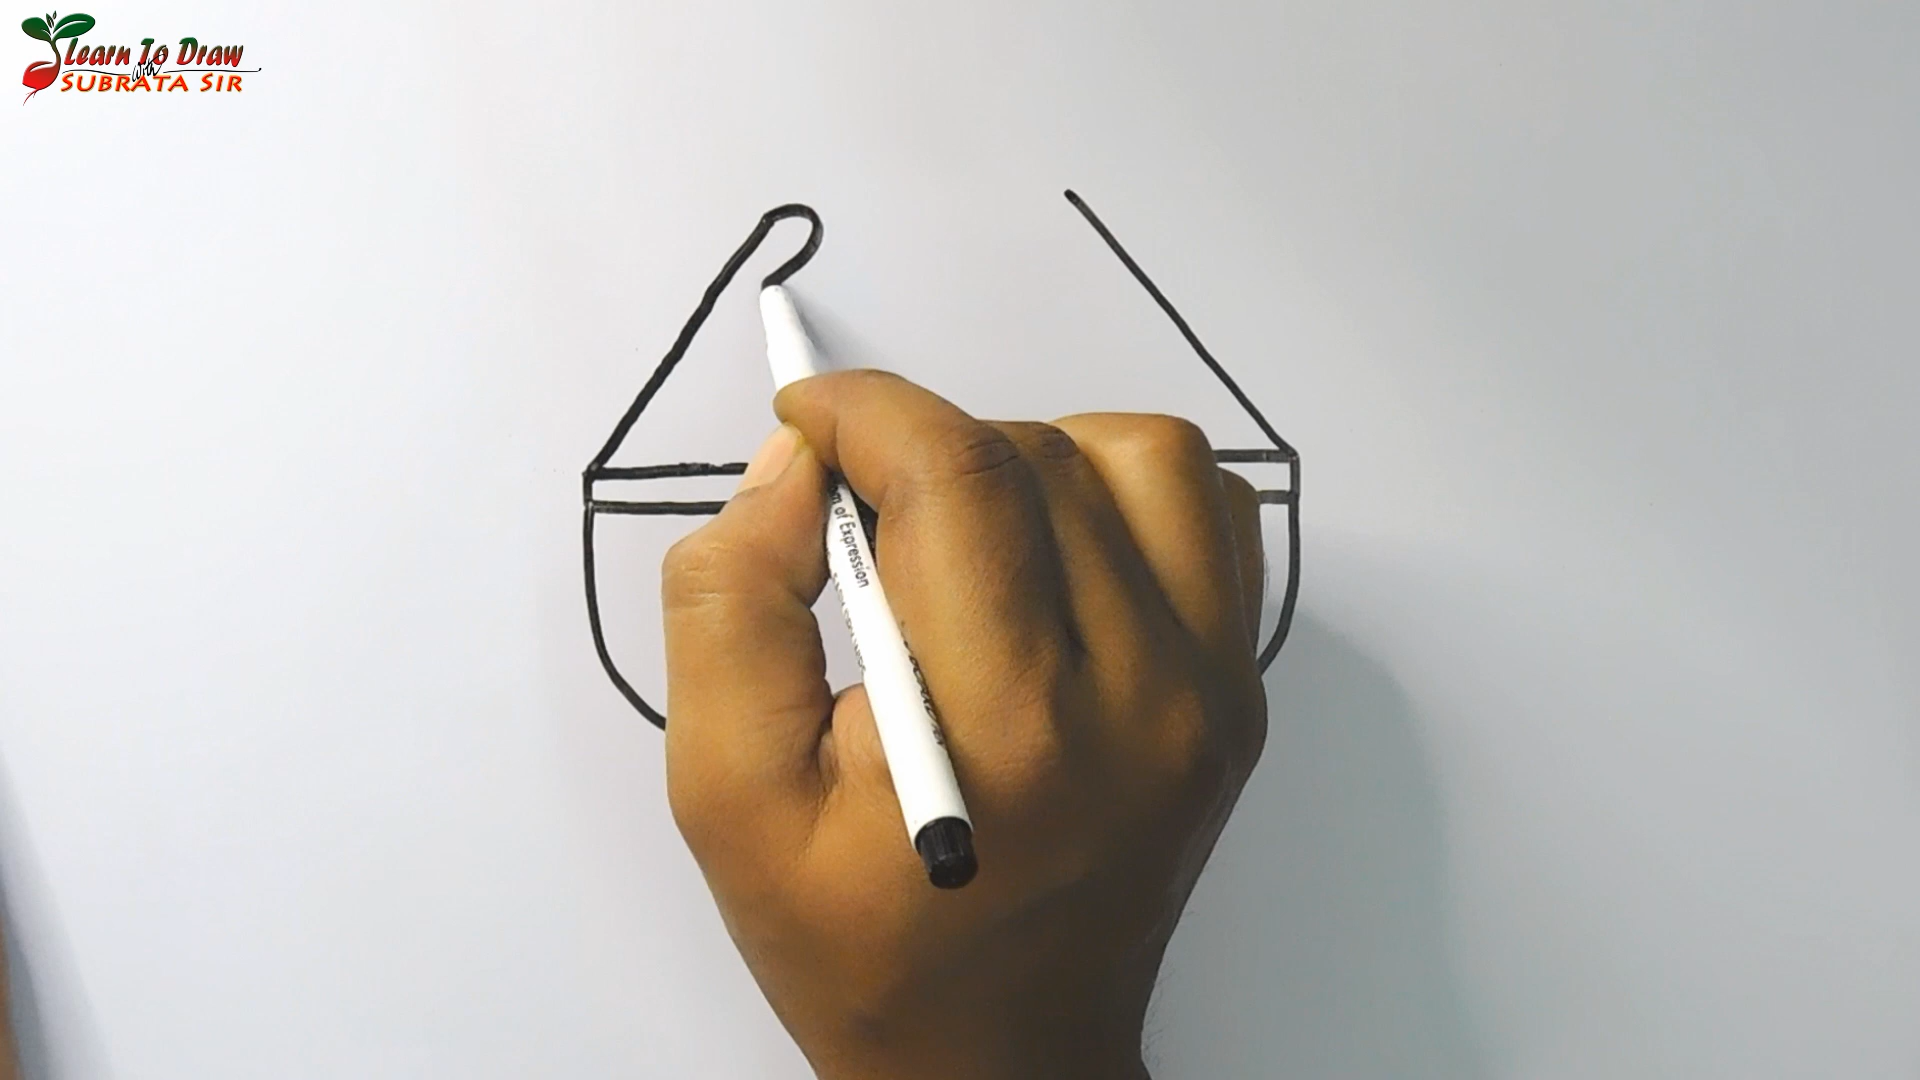 Learn To Draw
with
SUBRATA SIR
of Expression